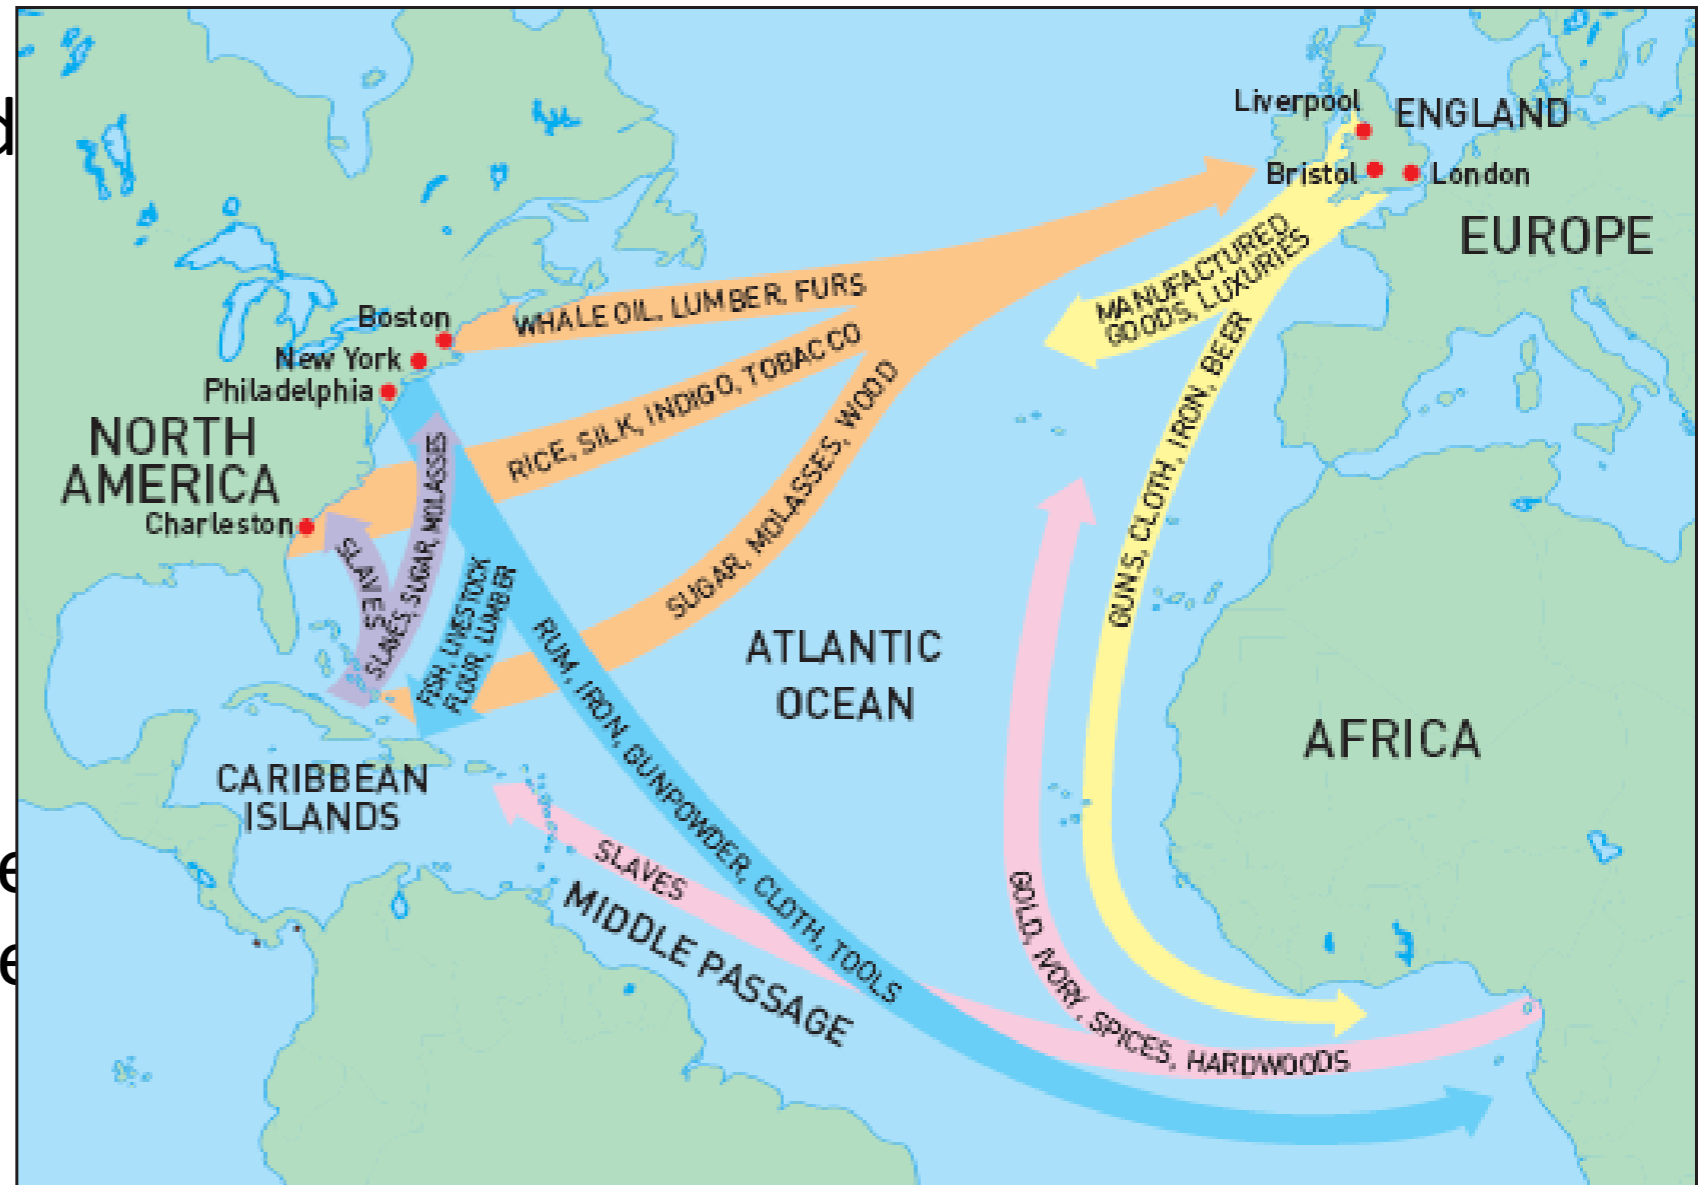 d
e
e
Liverpool
ENGLAND
Bristol
London
EUROPE
MANUFACTURED
GOODS, LUXURIES
WHALE OIL, LUMBER, FURS
Boston
New York
Philadelphia
RICE, SILK, INDIGO, TOBACCO
GUNS, CLOTH, IRON, BEER
NORTH
AMERICA
Charleston
SUGAR, MOLASSES, WOOD
SLAVES
SLAVES, SUGAR, MOLASSES
FISH, LIVESTOCK
FLOUR, LUMBER
RUM, IRON, GUNPOWDER, CLOTH, TOOLS
ATLANTIC
OCEAN
AFRICA
CARIBBEAN
ISLANDS
SLAVES
MIDDLE PASSAGE
GOLD, IVORY, SPICES, HARDWOODS